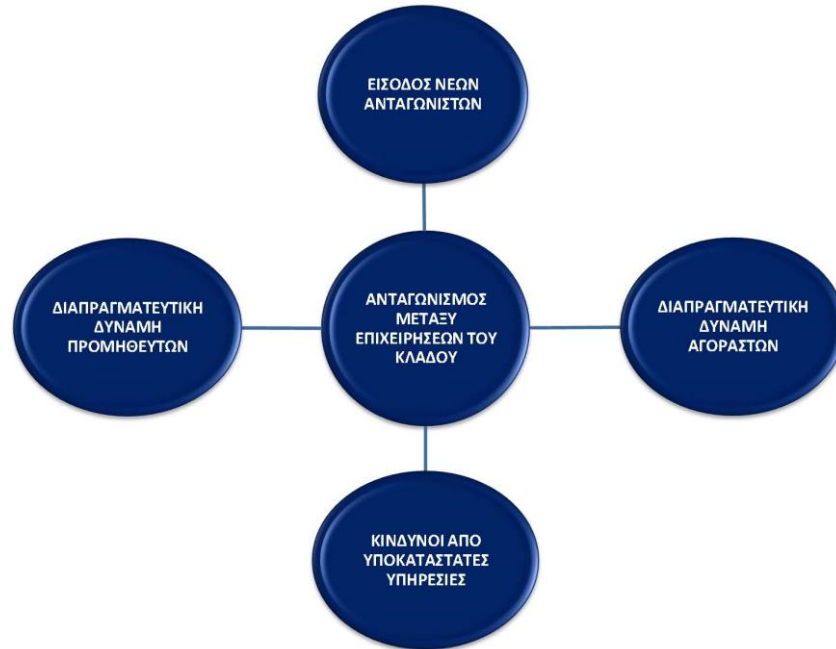 ΕΙΣΟΔΟΣ ΝΕΩΝ
ΑΝΤΑΓΩΝΙΣΤΩΝ
ΔΙΑΠΡΑΓΜΑΤΕΥΤΙΚΗ
ΔΥΝΑΜΗ
ΠΡΟΜΗΘΕΥΤΩΝ
ΑΝΤΑΓΩΝΙΣΜΟΣ
ΜΕΤΑΞΥ
ΕΠΙΧΕΙΡΗΣΕΩΝ ΤΟΥ
ΚΛΑΔΟΥ
ΔΙΑΠΡΑΓΜΑΤΕΥΤΙΚΗ
ΔΥΝΑΜΗ
ΑΓΟΡΑΣΤΩΝ
ΚΙΝΔΥΝΟΙ ΑΠΟ
ΥΠΟΚΑΤΑΣΤΑΤΕΣ
ΥΠΗΡΕΣΙΕΣ